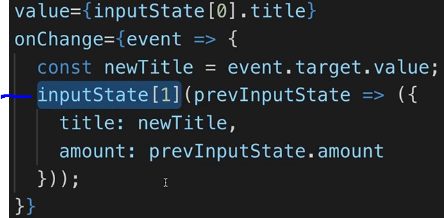 value={inputState[0].title}
onChange={event => {
const newTitle = event.target.value;
inputState[1](prevInputState => ({
title: newTitle,
amount: prevInputState.amount
}));
}}